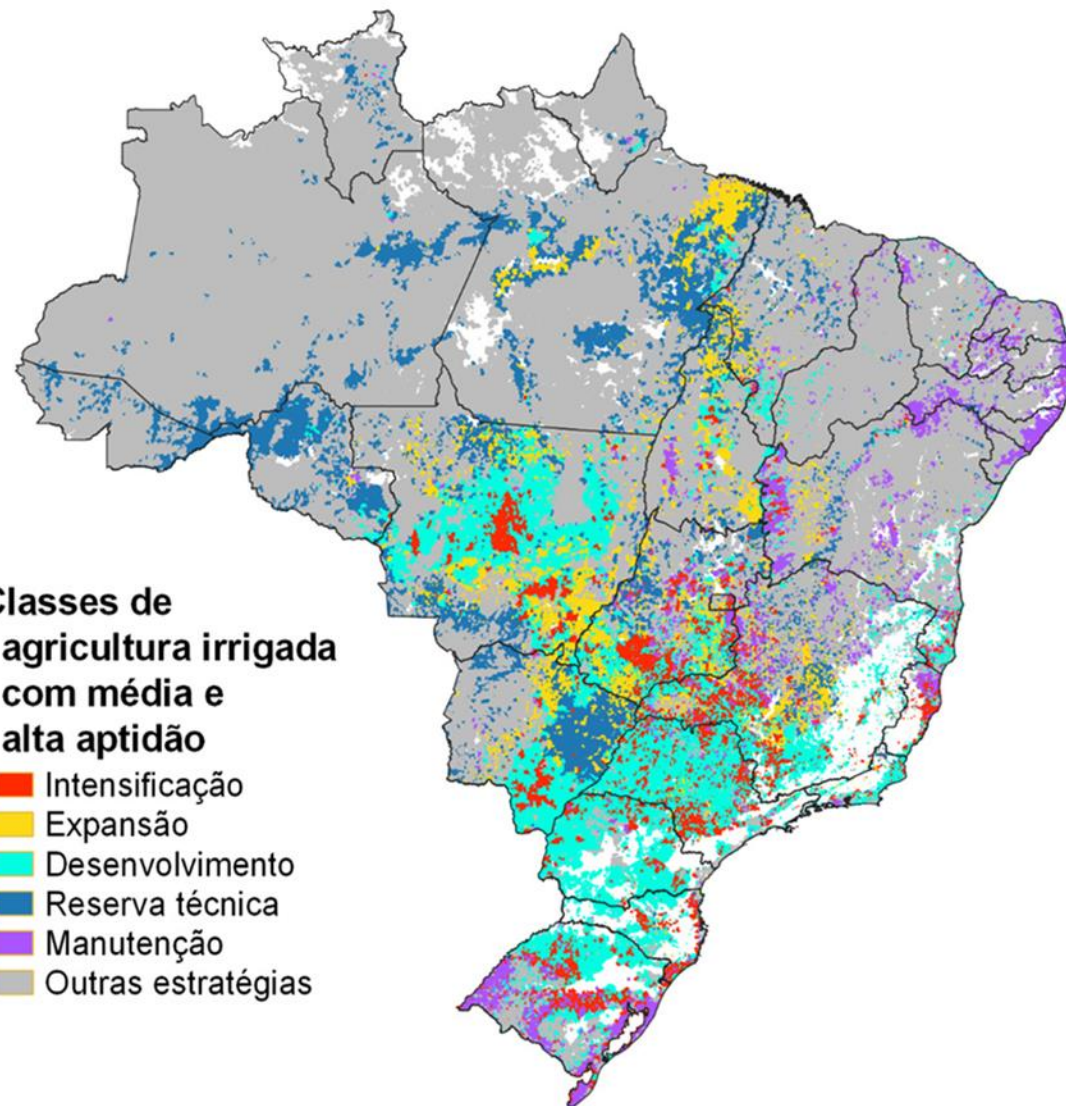 Classes de
agricultura irrigada
com média e
alta aptidão
Intensificação
Expansão
Desenvolvimento
Reserva técnica
Manutenção
Outras estratégias